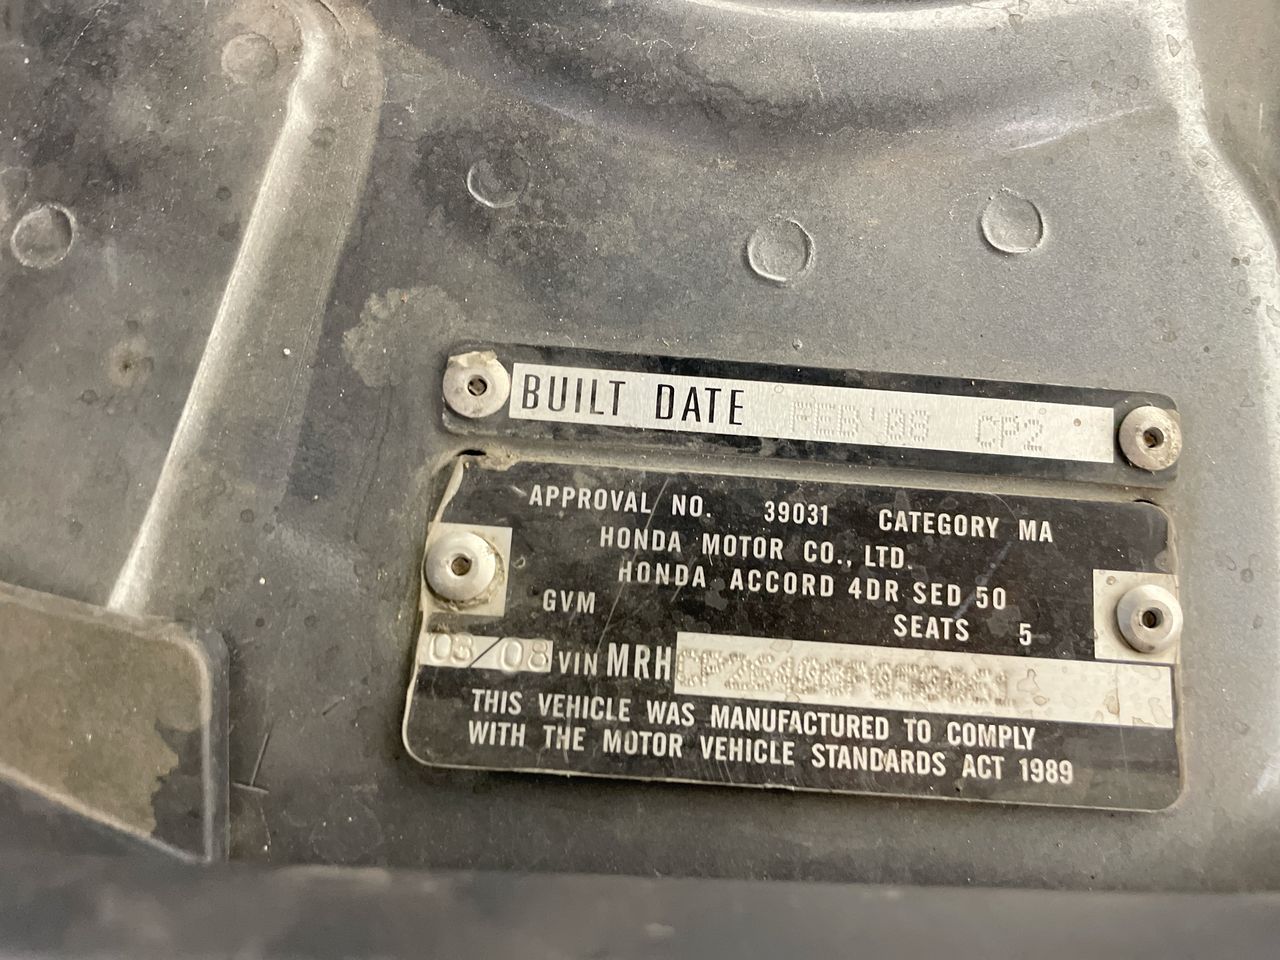 BUILT DATE FEB'08 CP2
APPROVAL NO. 39031 CATEGORY MA
HONDA MOTOR CO., LTD.
HONDA ACCORD 4DR SED 50
GVM
SEATS 5
03/08 VIN MRH
THIS VEHICLE WAS MANUFACTURED TO COMPLY
WITH THE MOTOR VEHICLE STANDARDS ACT 1989